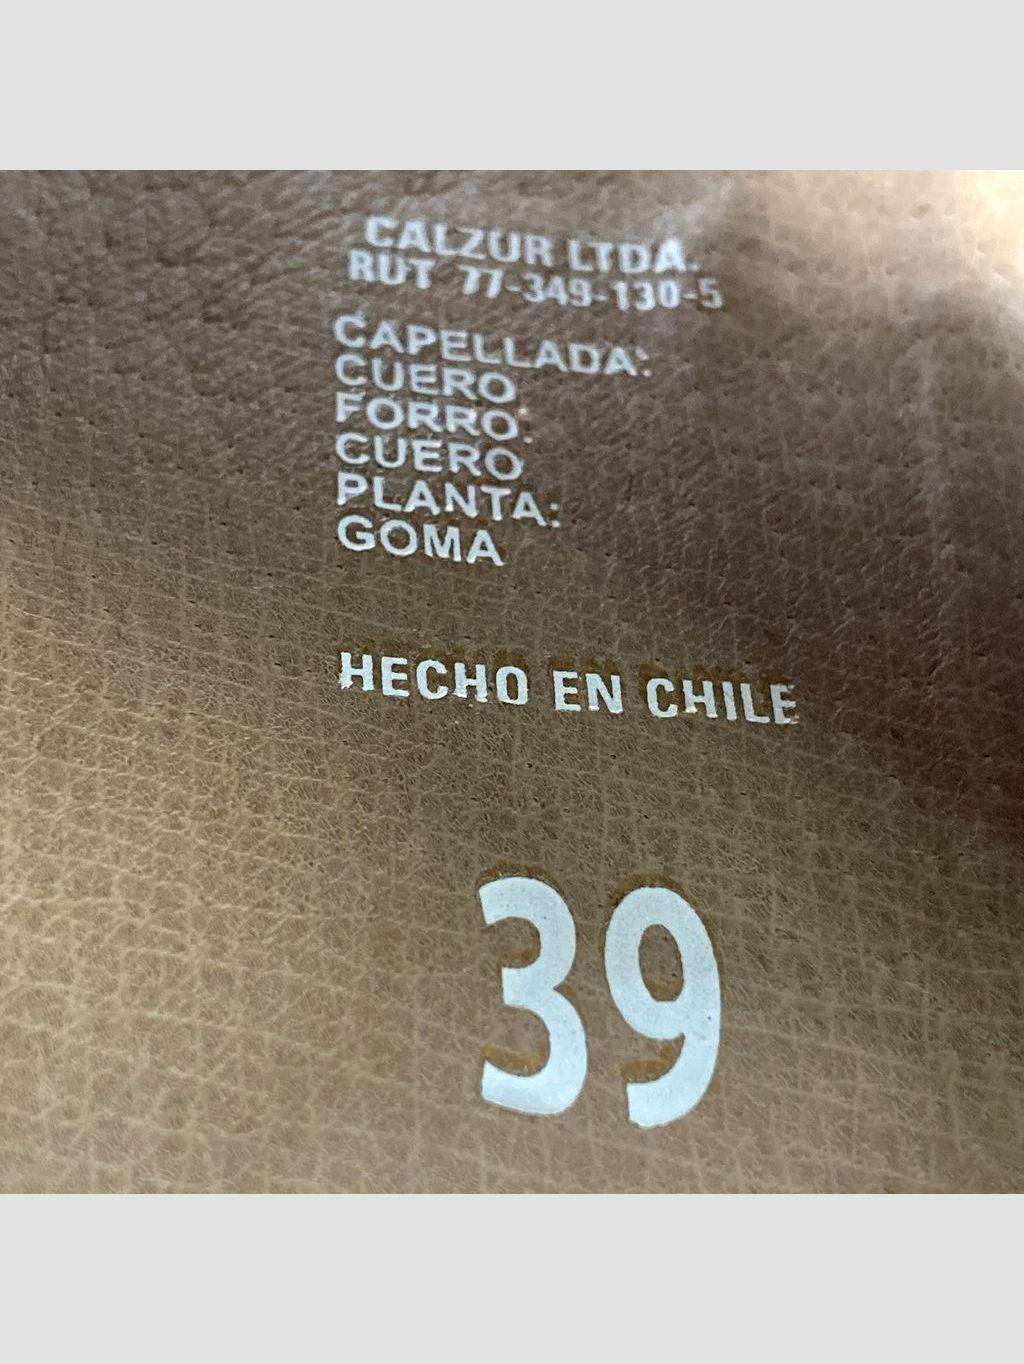 CALZUR LTDA.
RUT 77-349-130-5
CAPELLADA:
CUERO
FORRO:
CUERO
PLANTA:
GOMA
HECHO EN CHILE
39